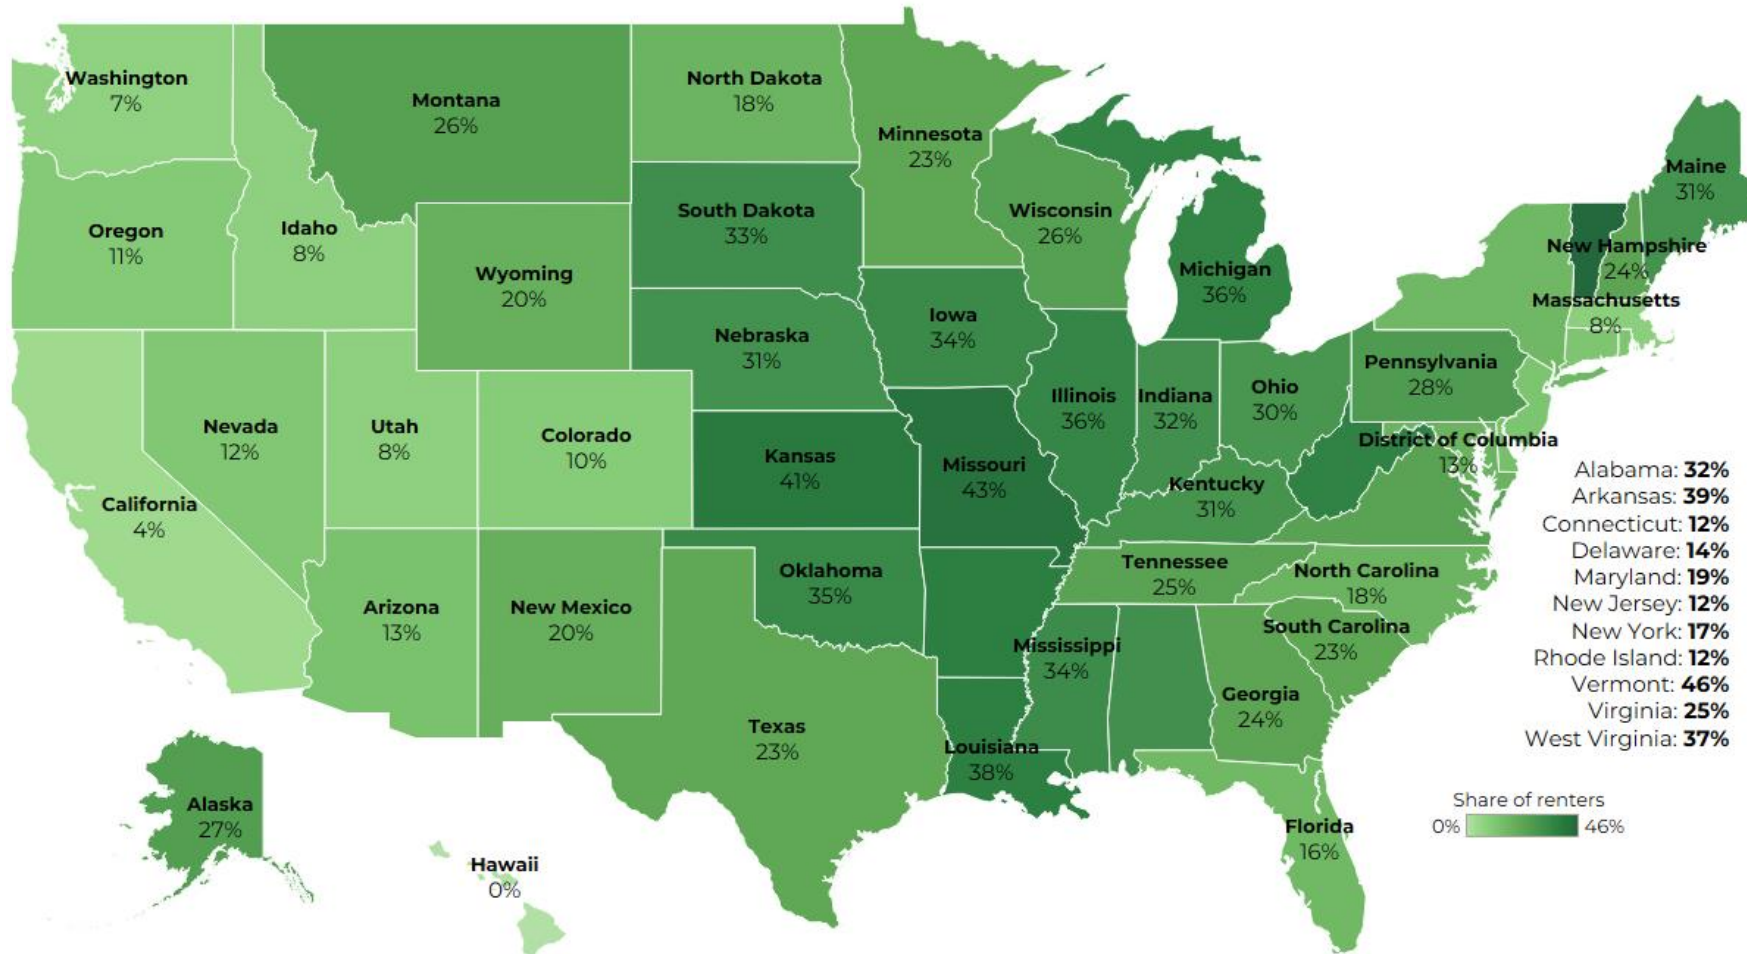 Washington
7%
Montana
26%
North Dakota
18%
Minnesota
23%
Maine
31%
Oregon
11%
Idaho
8%
Wyoming
20%
South Dakota
33%
Wisconsin
26%
Michigan
36%
New Hampshire
24%
Massachusetts
8%
Nebraska
31%
Iowa
34%
Pennsylvania
28%
Nevada
12%
Utah
8%
Colorado
10%
Kansas
41%
Missouri
43%
Illinois
36%
Indiana
32%
Ohio
30%
District of Columbia
13%
California
4%
Kentucky
31%
Arizona
13%
New Mexico
20%
Oklahoma
35%
Tennessee
25%
North Carolina
18%
South Carolina
23%
Mississippi
34%
Georgia
24%
Texas
23%
Louisiana
38%
Alaska
27%
Hawaii
0%
Florida
16%
Alabama: 32%
Arkansas: 39%
Connecticut: 12%
Delaware: 14%
Maryland: 19%
New Jersey: 12%
New York: 17%
Rhode Island: 12%
Vermont: 46%
Virginia: 25%
West Virginia: 37%
Share of renters
0% 46%